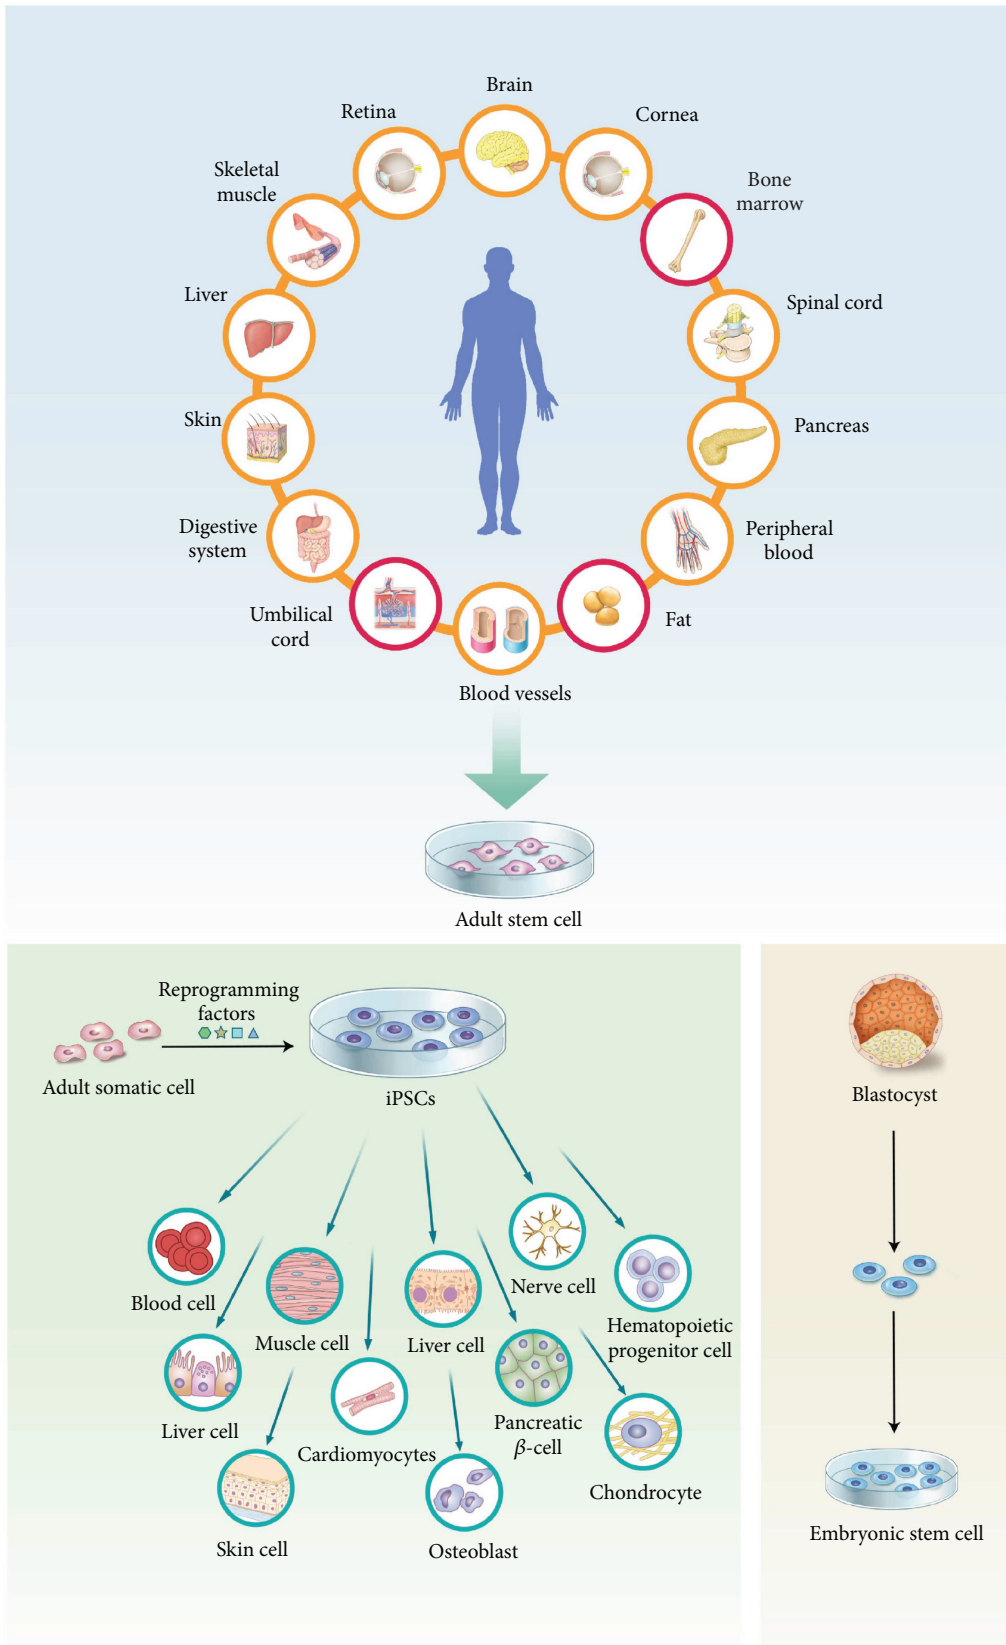 Brain
Retina
Cornea
Skeletal
muscle
Bone
marrow
Liver
Spinal cord
Skin
Pancreas
Digestive
system
Peripheral
blood
Umbilical
cord
Fat
Blood vessels
Adult stem cell
Reprogramming
factors
Adult somatic cell
iPSCs
Blood cell
Muscle cell
Liver cell
Nerve cell
Hematopoietic
progenitor cell
Liver cell
Cardiomyocytes
Pancreatic
β-cell
Chondrocyte
Skin cell
Osteoblast
Blastocyst
Embryonic stem cell